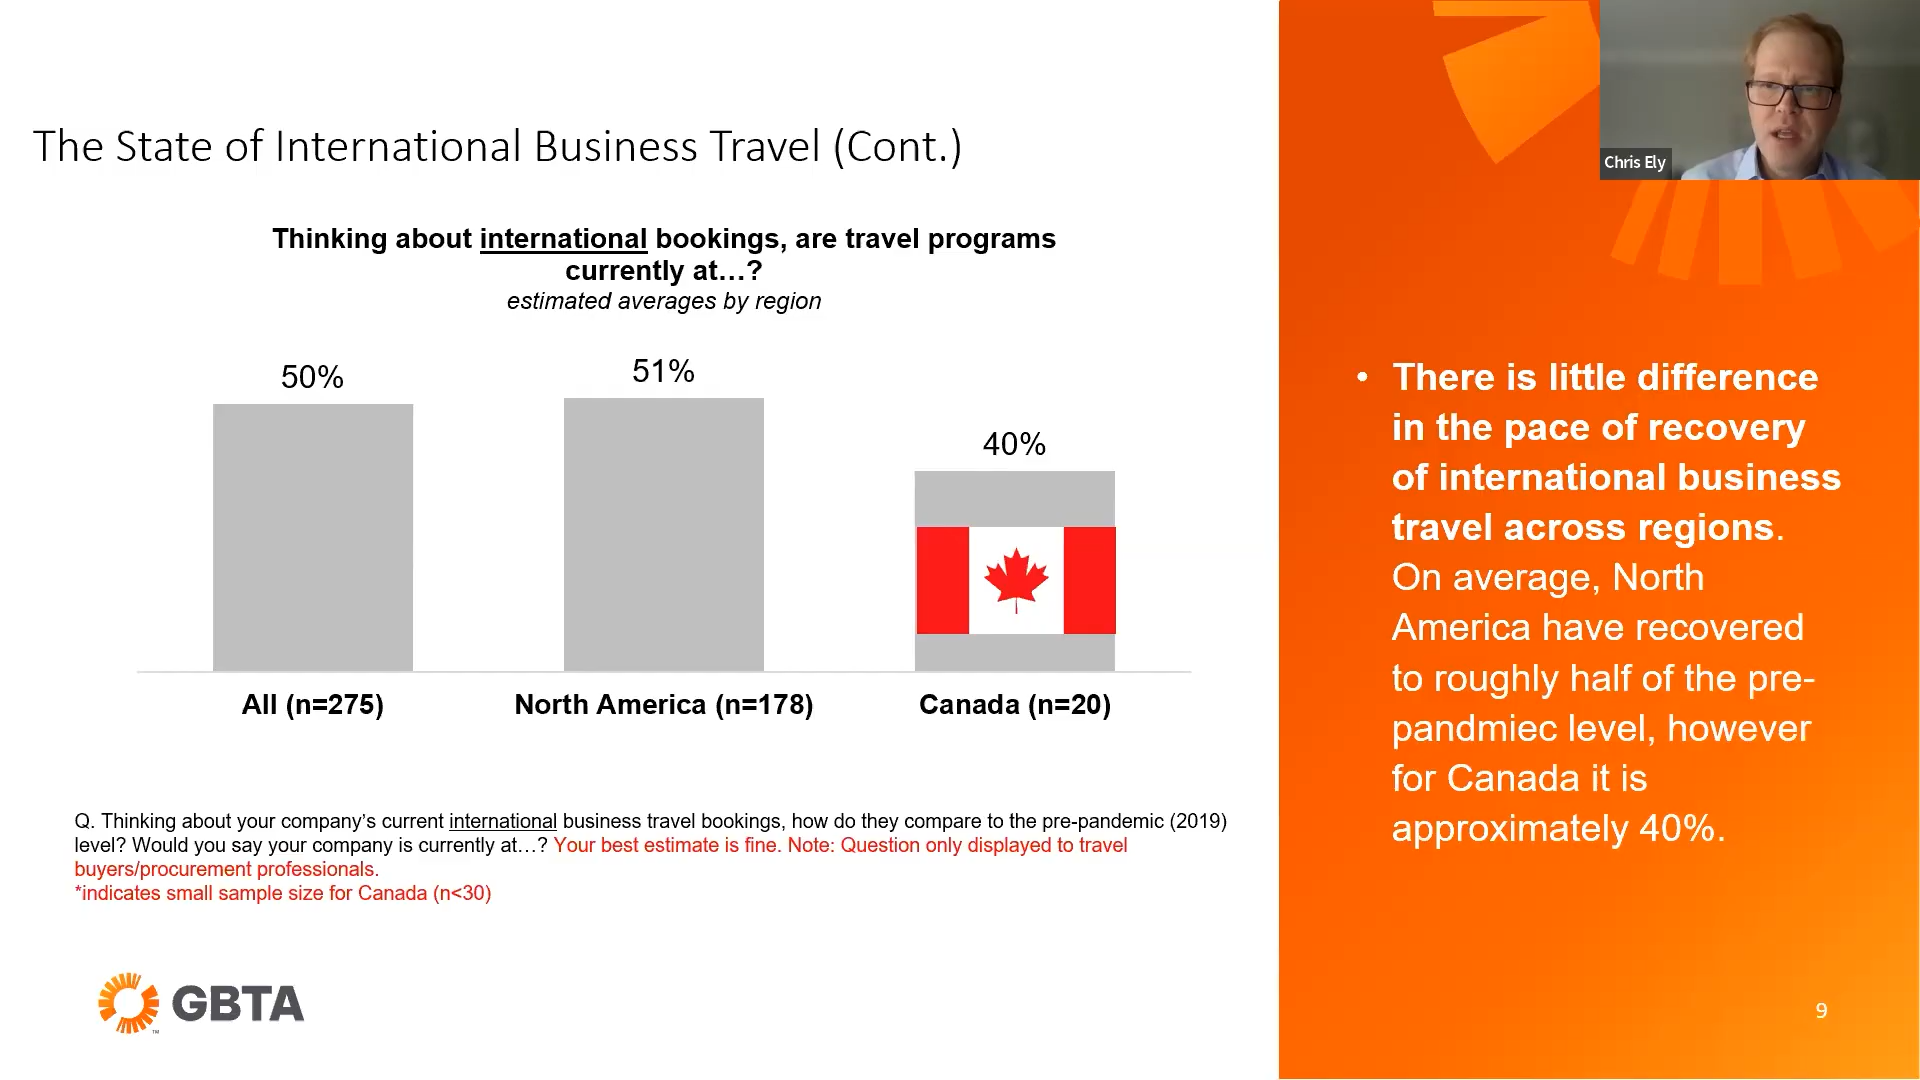 Chris Ely
The State of International Business Travel (Cont.)
Thinking about international bookings, are travel programs
currently at…?
estimated averages by region
50%
51%
40%
All (n=275)
North America (n=178)
Canada (n=20)
Q. Thinking about your company’s current international business travel bookings, how do they compare to the pre-pandemic (2019)
level? Would you say your company is currently at…? Your best estimate is fine. Note: Question only displayed to travel
buyers/procurement professionals.
*indicates small sample size for Canada (n<30)
GBTA
TM
• There is little difference
in the pace of recovery
of international business
travel across regions.
On average, North
America have recovered
to roughly half of the pre-
pandmiec level, however
for Canada it is
approximately 40%.
9